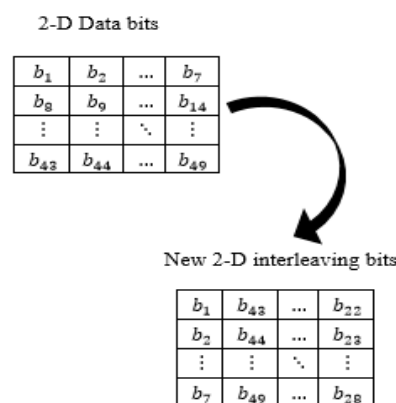 2-D Data bits
b₁ b₂ ... b₇
b₈ b₉ ... b₁₄
⋮ ⋮ ⋱ ⋮
b₄₃ b₄₄ ... b₄₉
New 2-D interleaving bits
b₁ b₄₃ ... b₂₂
b₂ b₄₄ ... b₂₃
⋮ ⋮ ⋱ ⋮
b₇ b₄₉ ... b₂₈